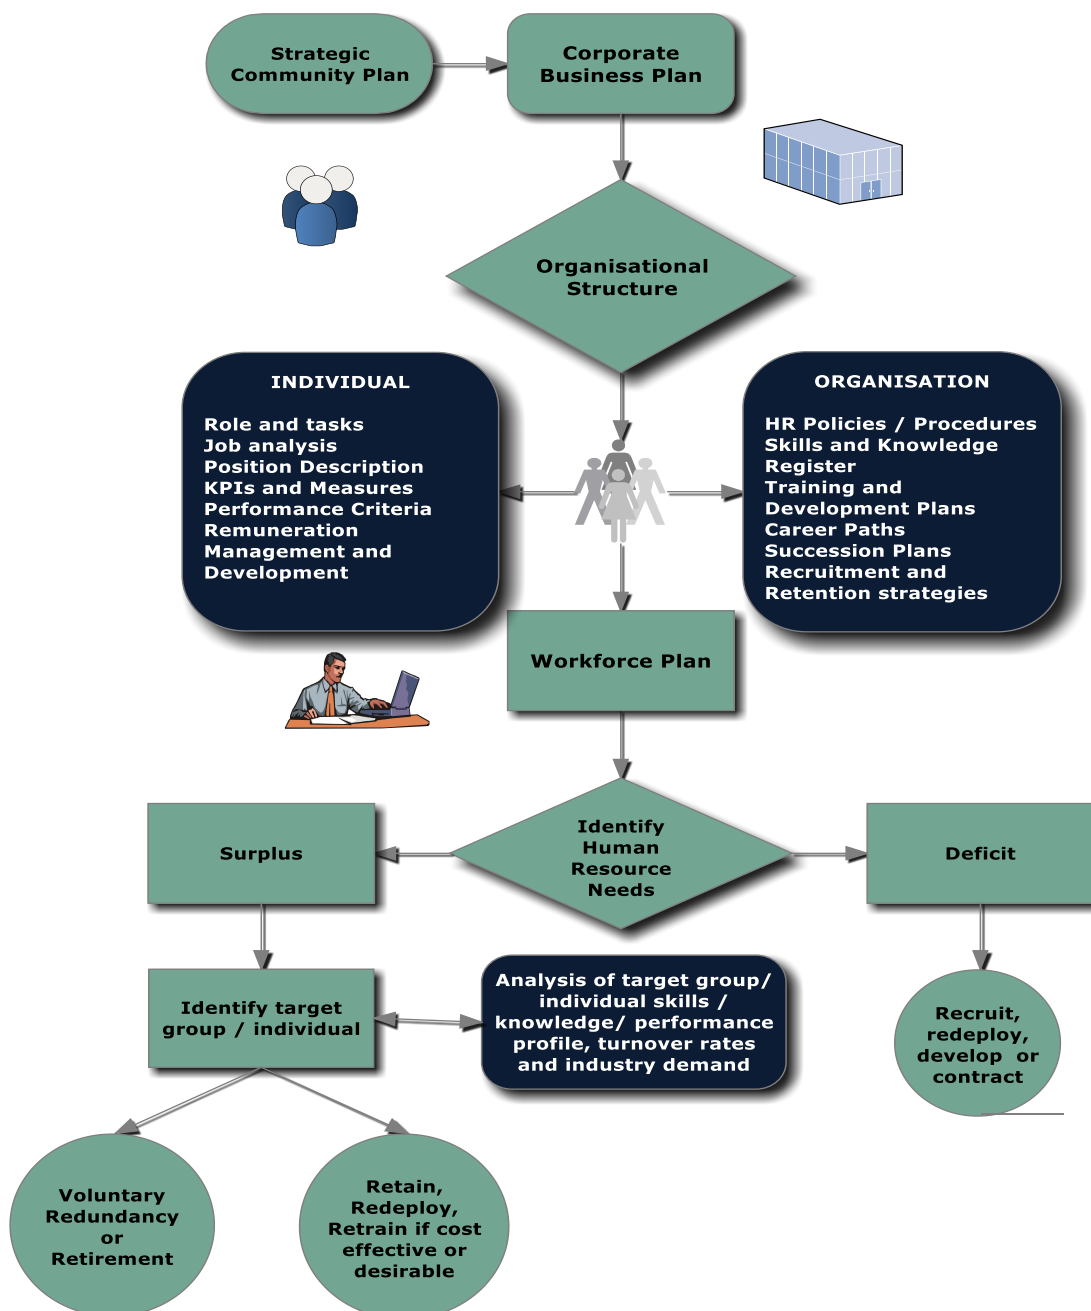 Strategic
Community Plan
Corporate
Business Plan
Organisational
Structure
INDIVIDUAL
Role and tasks
Job analysis
Position Description
KPIs and Measures
Performance Criteria
Remuneration
Management and
Development
ORGANISATION
HR Policies / Procedures
Skills and Knowledge
Register
Training and
Development Plans
Career Paths
Succession Plans
Recruitment and
Retention strategies
Workforce Plan
Identify
Human
Resource
Needs
Surplus
Deficit
Identify target
group / individual
Analysis of target group/
individual skills /
knowledge/ performance
profile, turnover rates
and industry demand
Recruit,
redeploy,
develop or
contract
Voluntary
Redundancy
or
Retirement
Retain,
Redeploy,
Retrain if cost
effective or
desirable